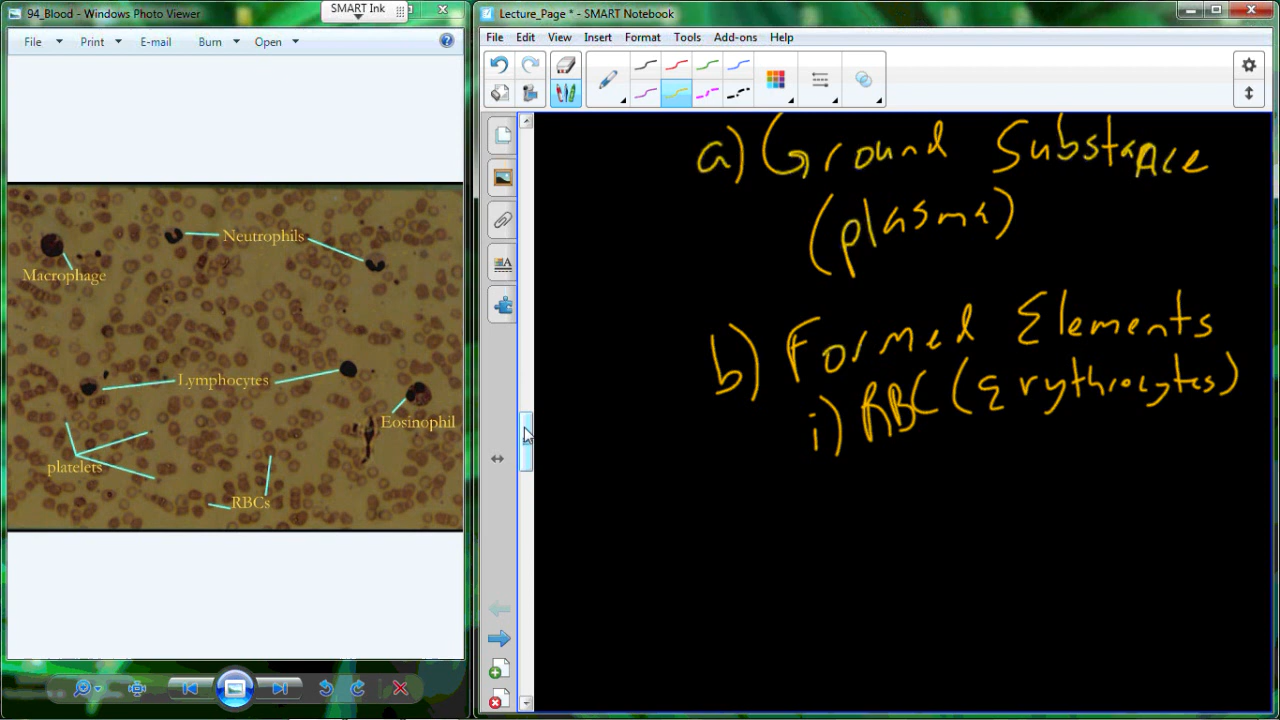 94_Blood - Windows Photo Viewer
SMART Ink
File Print E-mail Burn Open
Neutrophils
Macrophage
Lymphocytes
Eosinophil
platelets
RBCs
Lecture_Page * - SMART Notebook
File Edit View Insert Format Tools Add-ons Help
a) Ground Substance
(plasma)
b) Formed Elements
i) RBC (Erythrocytes)